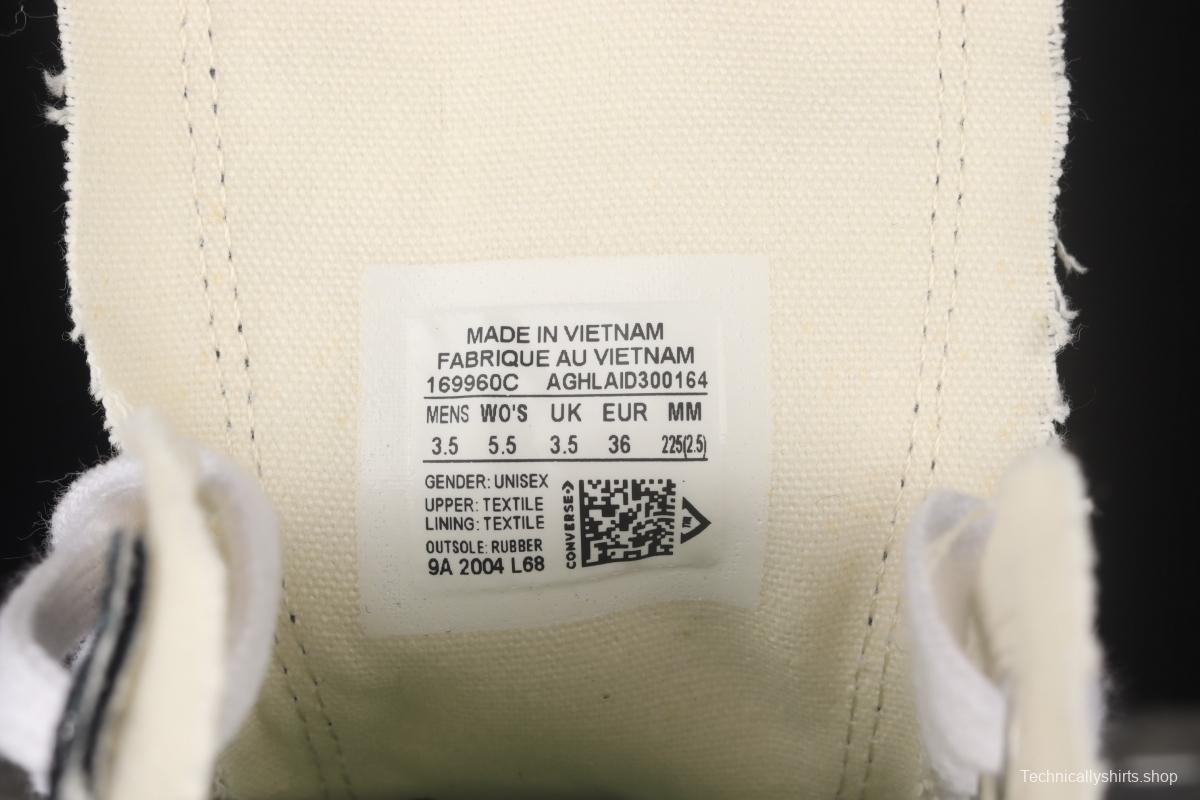 MADE IN VIETNAM
FABRIQUE AU VIETNAM
169960C AGHLAID300164
MENS WO'S UK EUR MM
3.5 5.5 3.5 36 225(2.5)
GENDER: UNISEX
UPPER: TEXTILE
LINING: TEXTILE
OUTSOLE: RUBBER
9A 2004 L68
CONVERSE
TM
Technicallyshirts.shop